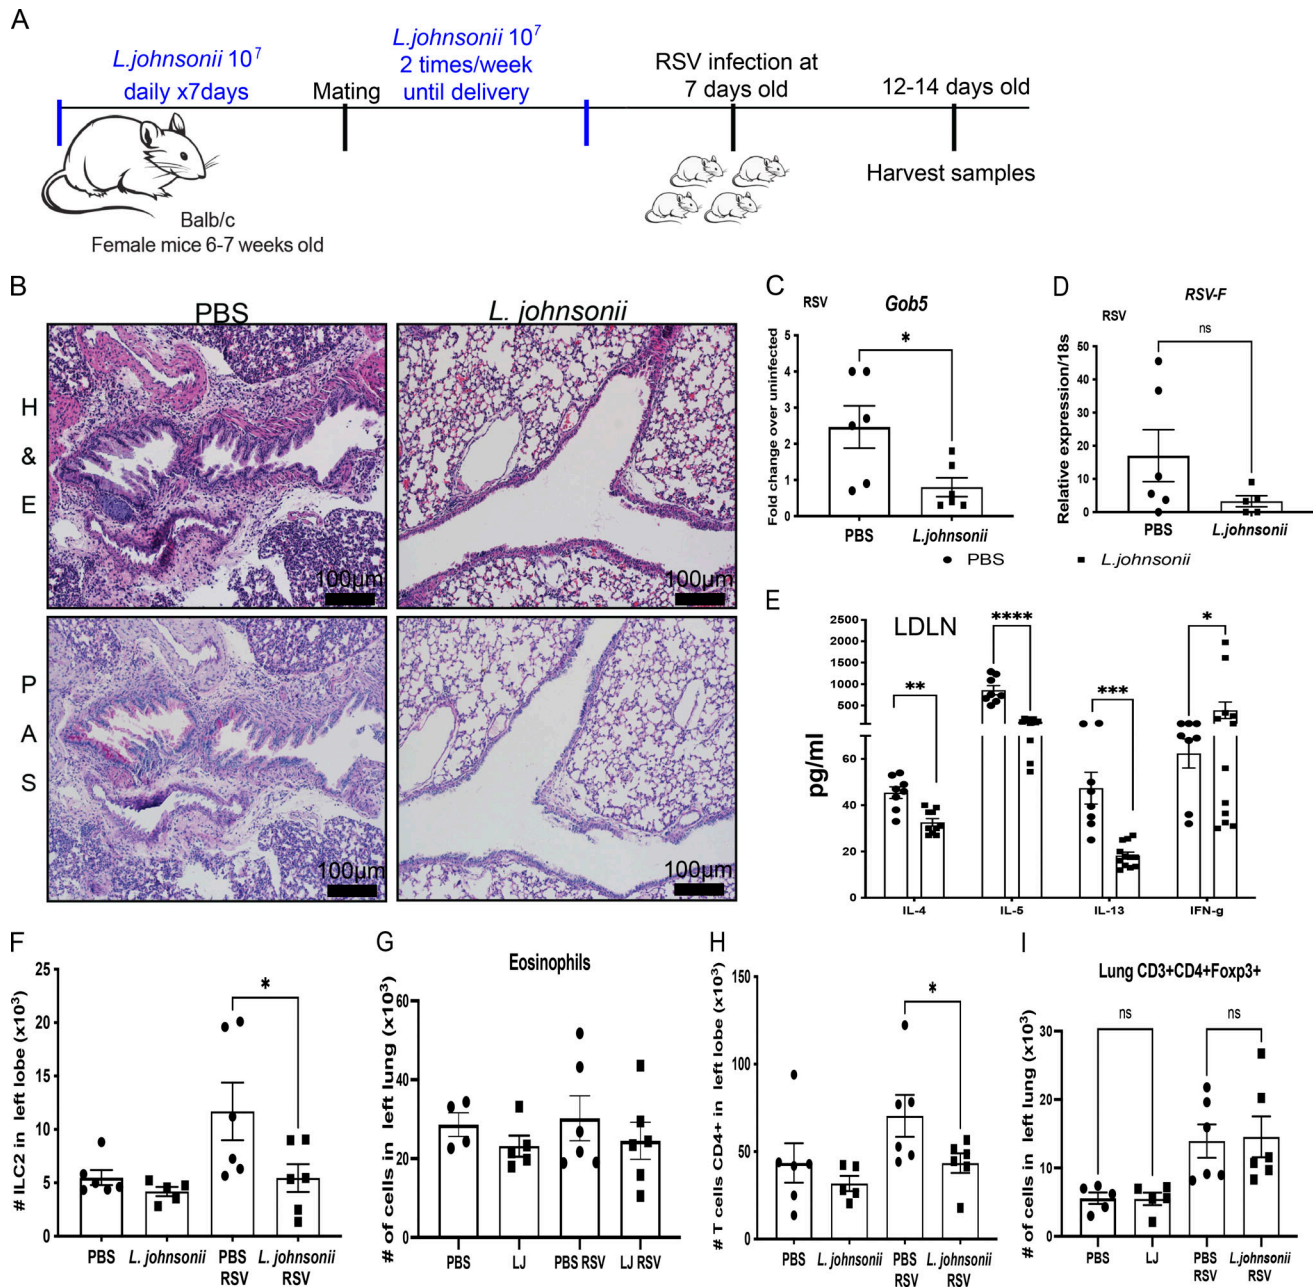 A
L.johnsonii 10⁷
daily x7days
Mating
L.johnsonii 10⁷
2 times/week
until delivery
RSV infection at
7 days old
12-14 days old
Harvest samples
Balb/c
Female mice 6-7 weeks old
B
PBS
L. johnsonii
H
&
E
100µm
100µm
P
A
S
100µm
100µm
C
RSV
Gob5
Fold change over uninfected
5
4
3
2
1
0
*
PBS
L.johnsonii
D
RSV-F
RSV
ns
Relative expression/18s
60
50
40
30
20
10
0
PBS
L.johnsonii
PBS
L.johnsonii
E
LDLN
pg/ml
2500
2000
1500
1000
500
60
40
20
0
**
****
***
*
IL-4
IL-5
IL-13
IFN-g
F
# ILC2 in left lobe (x10³)
25
20
15
10
5
0
*
PBS
L. johnsonii
PBS
RSV
L. johnsonii
RSV
G
Eosinophils
# of cells in left lung (x10³)
60
40
20
0
PBS
LJ
PBS RSV
LJ RSV
H
# T cells CD4+ in left lobe (x10³)
150
100
50
0
*
PBS
L. johnsonii
PBS
RSV
L. johnsonii
RSV
I
Lung CD3+CD4+Foxp3+
# of cells in left lung (x10³)
30
20
10
0
ns
ns
PBS
LJ
PBS
RSV
L.johnsonii
RSV